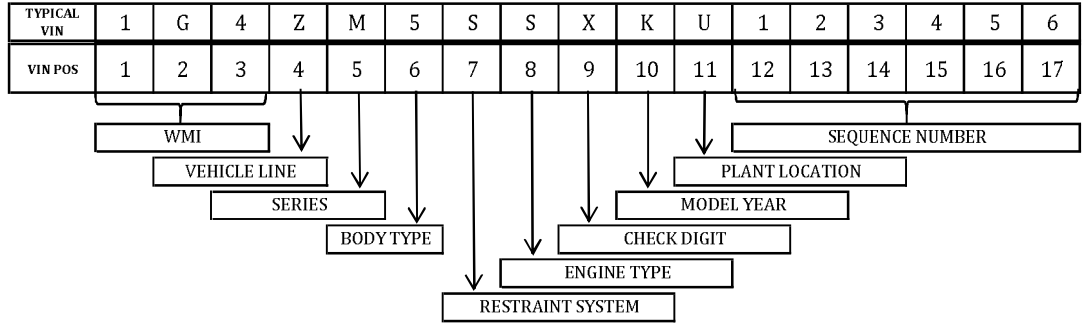 TYPICAL VIN 1 G 4 Z M 5 S S X K U 1 2 3 4 5 6
VIN POS 1 2 3 4 5 6 7 8 9 10 11 12 13 14 15 16 17
WMI SEQUENCE NUMBER
VEHICLE LINE PLANT LOCATION
SERIES MODEL YEAR
BODY TYPE CHECK DIGIT
ENGINE TYPE
RESTRAINT SYSTEM